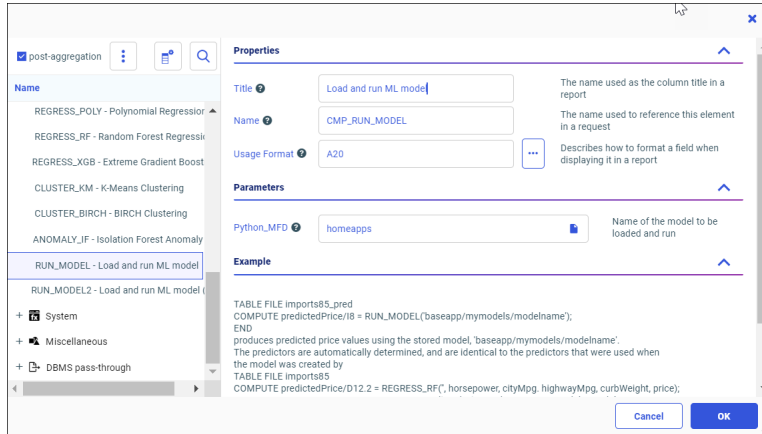 post-aggregation
Name
REGRESS_POLY - Polynomial Regression
REGRESS_RF - Random Forest Regressi
REGRESS_XGB - Extreme Gradient Boost
CLUSTER_KM - K-Means Clustering
CLUSTER_BIRCH - BIRCH Clustering
ANOMALY_IF - Isolation Forest Anomaly
RUN_MODEL - Load and run ML model
RUN_MODEL2 - Load and run ML model (
+ fx System
+ Miscellaneous
+ DBMS pass-through
Properties
Title ?
Load and run ML model
The name used as the column title in a
report
Name ?
CMP_RUN_MODEL
The name used to reference this element
in a request
Usage Format ?
A20
Describes how to format a field when
displaying it in a report
Parameters
Python_MFD ?
homeapps
Name of the model to be
loaded and run
Example
TABLE FILE imports85_pred
COMPUTE predictedPrice/I8 = RUN_MODEL('baseapp/mymodels/modelname');
END
produces predicted price values using the stored model, 'baseapp/mymodels/modelname'.
The predictors are automatically determined, and are identical to the predictors that were used when
the model was created by
TABLE FILE imports85
COMPUTE predictedPrice/D12.2 = REGRESS_RF('', horsepower, cityMpg. highwayMpg, curbWeight, price);
Cancel
OK